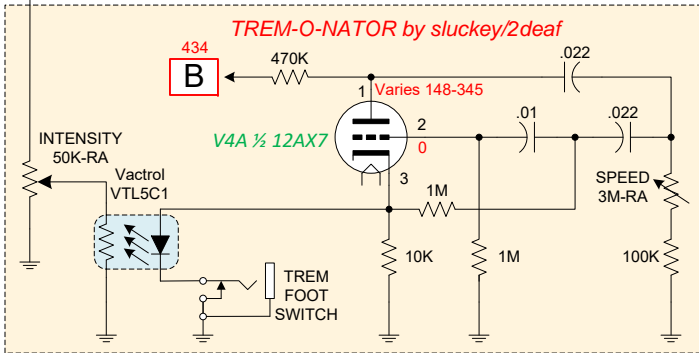 TREM-O-NATOR by sluckey/2deaf
434
B
470K
.022
1
Varies 148-345
V4A ½ 12AX7
2
0
.01
.022
3
INTENSITY
50K-RA
Vactrol
VTL5C1
1M
SPEED
3M-RA
10K
1M
100K
TREM
FOOT
SWITCH